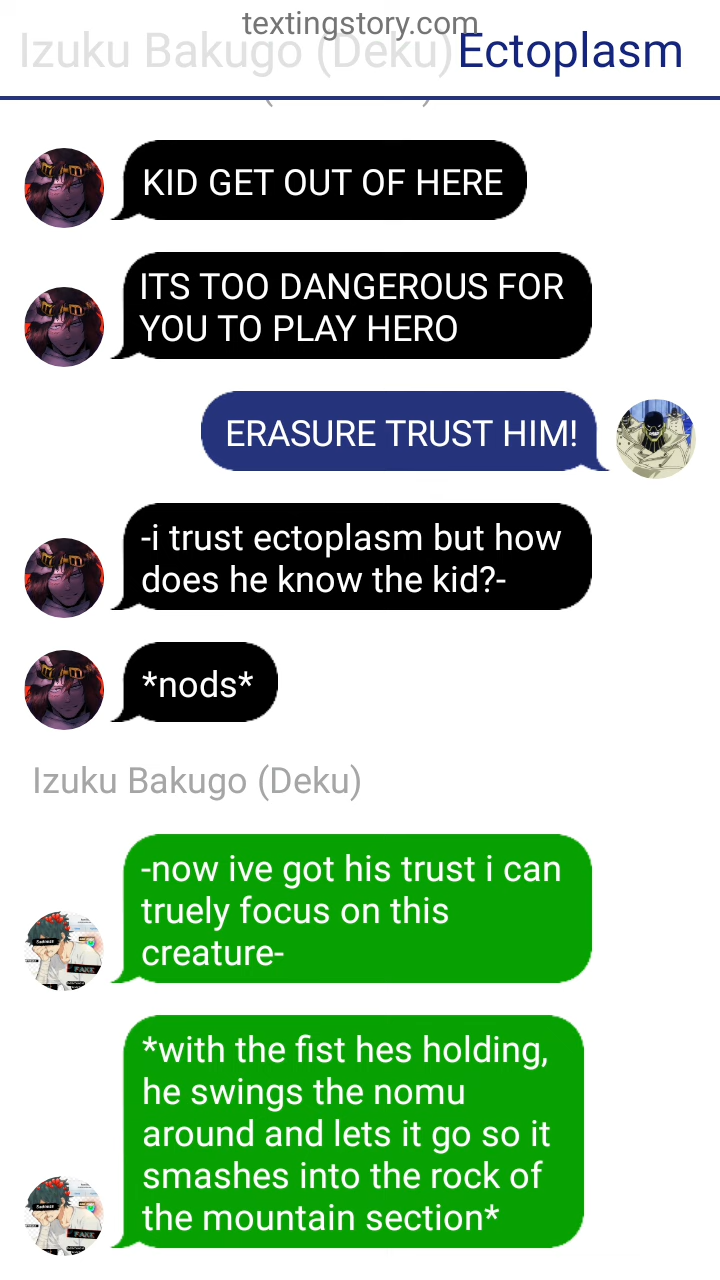 textingstory.com
Izuku Bakugo (Deku) Ectoplasm
KID GET OUT OF HERE
ITS TOO DANGEROUS FOR
YOU TO PLAY HERO
ERASURE TRUST HIM!
-i trust ectoplasm but how
does he know the kid?-
*nods*
Izuku Bakugo (Deku)
-now ive got his trust i can
truely focus on this
creature-
FAKE
*with the fist hes holding,
he swings the nomu
around and lets it go so it
smashes into the rock of
the mountain section*
FAKE